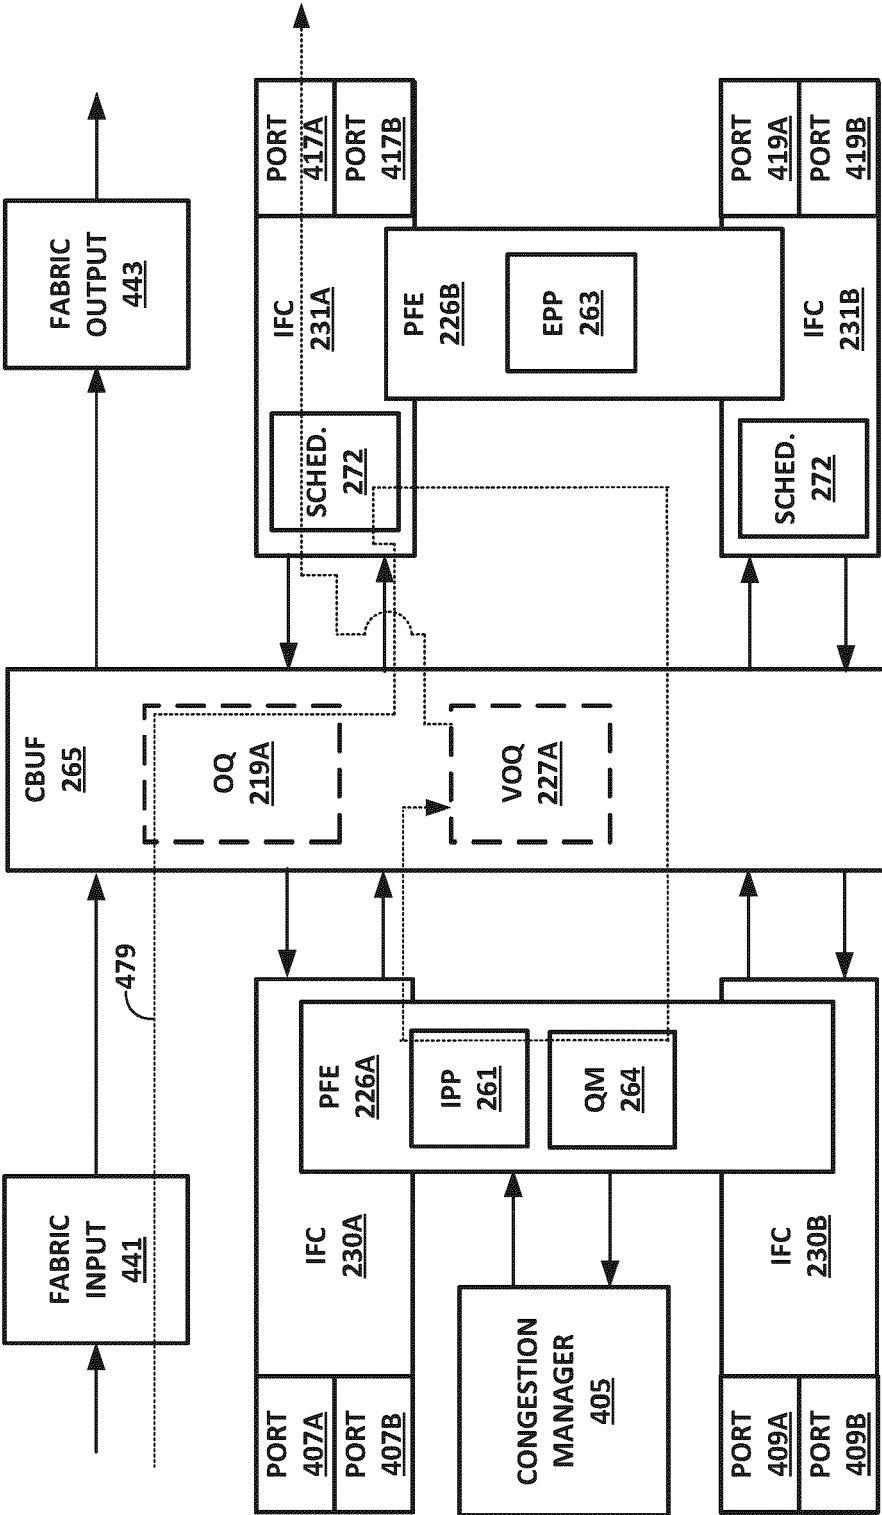 FABRIC
INPUT
441
479
CBUF
265
FABRIC
OUTPUT
443
PORT
407A
PORT
407B
IFC
230A
PFE
226A
IPP
261
QM
264
OQ
219A
VOQ
227A
SCHED.
272
IFC
231A
PFE
226B
EPP
263
PORT
417A
PORT
417B
CONGESTION
MANAGER
405
PORT
409A
PORT
409B
IFC
230B
SCHED.
272
IFC
231B
PORT
419A
PORT
419B